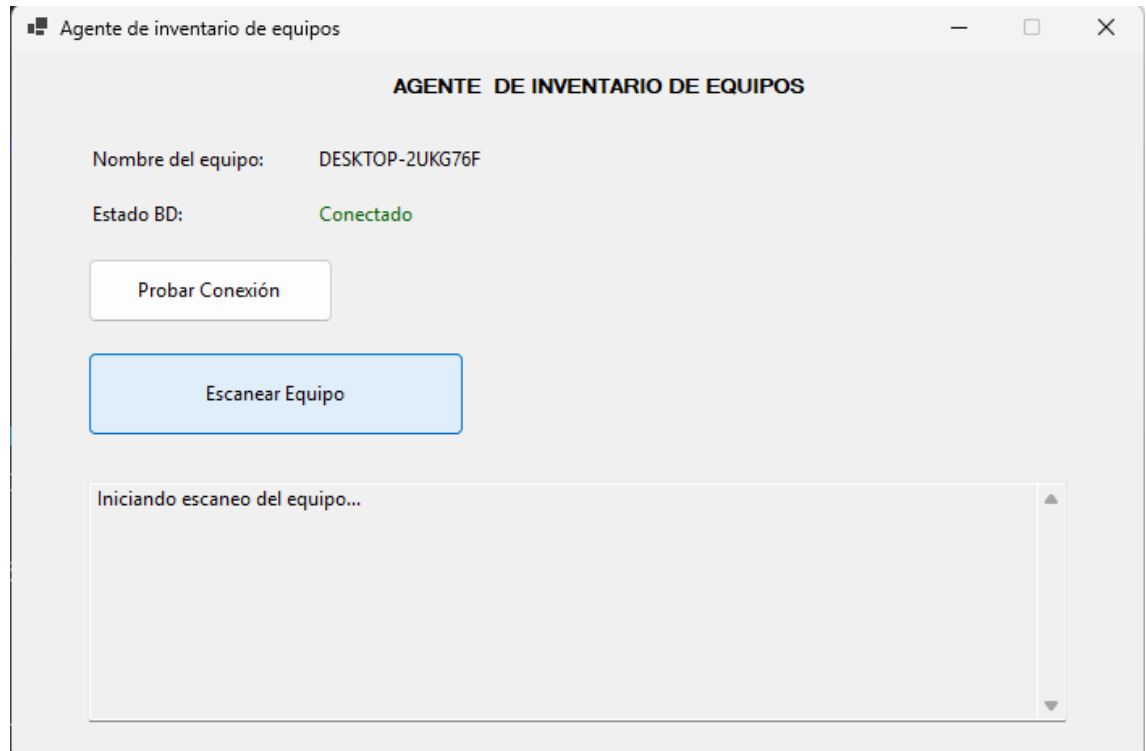 Agente de inventario de equipos
AGENTE DE INVENTARIO DE EQUIPOS
Nombre del equipo: DESKTOP-2UKG76F
Estado BD: Conectado
Probar Conexión
Escanear Equipo
Iniciando escaneo del equipo...